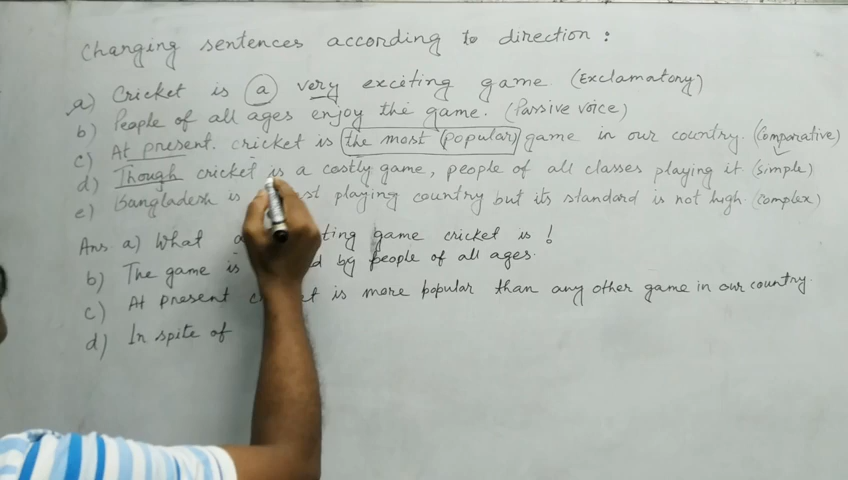 Changing sentences according to direction :
a) Cricket is a very exciting game. (Exclamatory)
b) People of all ages enjoy the game. (Passive voice)
c) At present. cricket is the most (popular) game in our country. (Comparative)
d) Though cricket is a costly game, people of all classes playing it (simple)
e) Bangladesh is playing country but its standard is not high (complex)
Ans a) What game cricket is !
b) The game is by people of all ages.
c) At present is more popular than any other game in our country.
d) In spite of